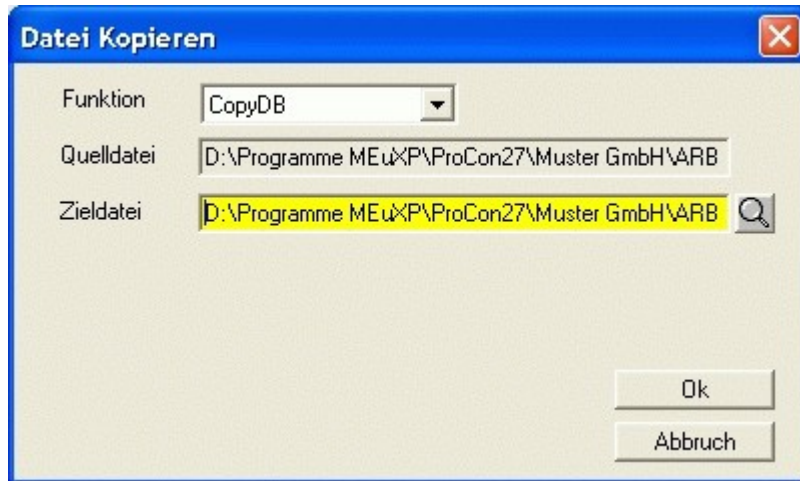 Datei Kopieren
Funktion CopyDB
Quelldatei D:\Programme MEuXP\ProCon27\Muster GmbH\ARB
Zieldatei D:\Programme MEuXP\ProCon27\Muster GmbH\ARB
Ok
Abbruch